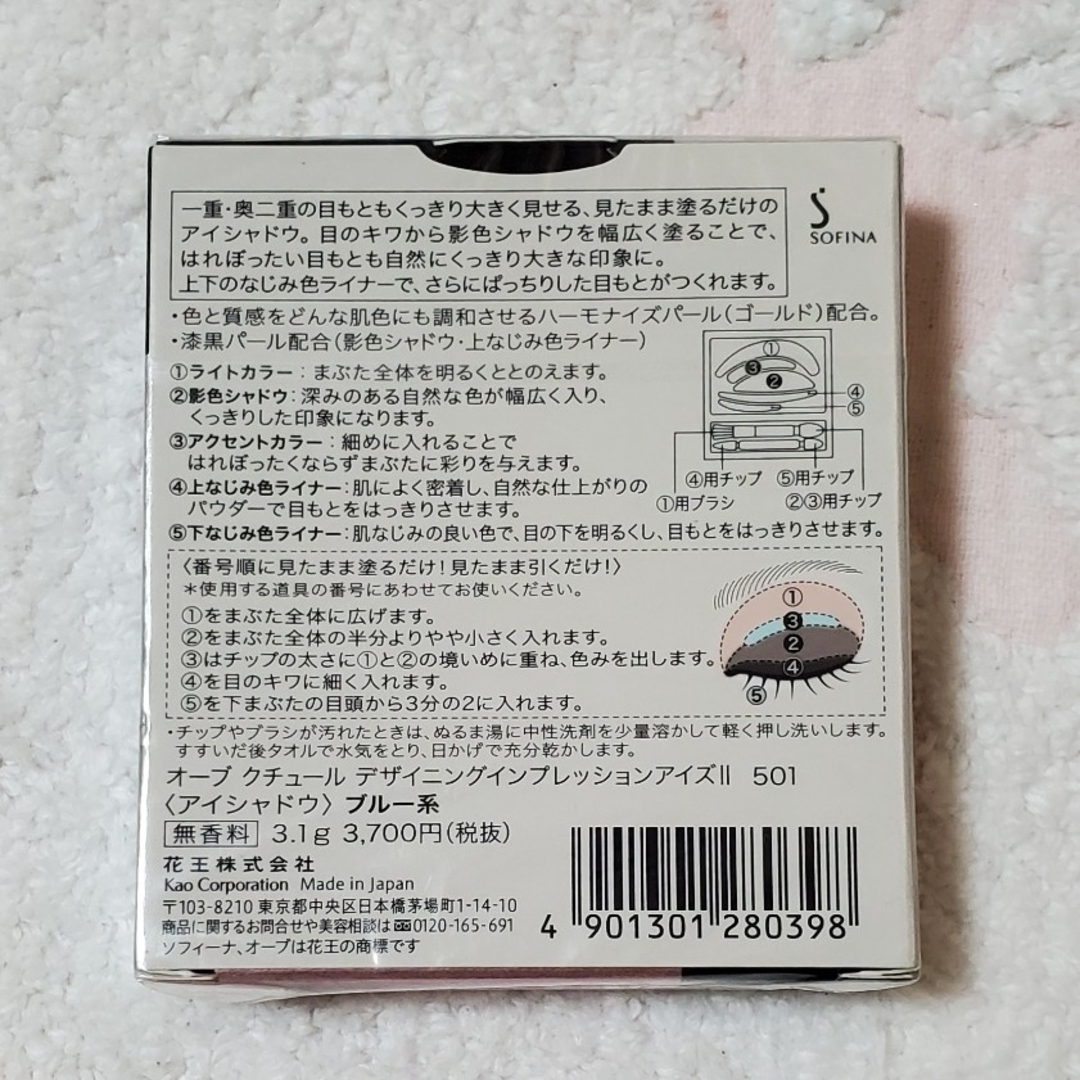 一重・奥二重の目もともくっきり大きく見せる、見たまま塗るだけの
アイシャドウ。目のキワから影色シャドウを幅広く塗ることで、
はれぼったい目もとも自然にくっきり大きな印象に。
上下のなじみ色ライナーで、さらにぱっちりした目もとがつくれます。
SOFINA
・色と質感をどんな肌色にも調和させるハーモナイズパール（ゴールド）配合。
・漆黒パール配合（影色シャドウ・上なじみ色ライナー）
①ライトカラー：まぶた全体を明るくととのえます。
②影色シャドウ：深みのある自然な色が幅広く入り、
くっきりした印象になります。
③アクセントカラー：細めに入れることで
はれぼったくならずまぶたに彩りを与えます。
④上なじみ色ライナー：肌によく密着し、自然な仕上がりの
パウダーで目もとをはっきりさせます。
⑤下なじみ色ライナー：肌なじみの良い色で、目の下を明るくし、目もとをはっきりさせます。
①
③
②
④
⑤
④用チップ ⑤用チップ
①用ブラシ ②③用チップ
〈番号順に見たまま塗るだけ！見たまま引くだけ！〉
＊使用する道具の番号にあわせてお使いください。
①をまぶた全体に広げます。
②をまぶた全体の半分よりやや小さく入れます。
③はチップの太さに①と②の境いめに重ね、色みを出します。
④を目のキワに細く入れます。
⑤を下まぶたの目頭から3分の2に入れます。
①
③
②
④
⑤
・チップやブラシが汚れたときは、ぬるま湯に中性洗剤を少量溶かして軽く押し洗いします。
すすいだ後タオルで水気をとり、日かげで充分乾かします。
オーブ クチュール デザイニングインプレッションアイズⅡ 501
〈アイシャドウ〉 ブルー系
無香料 3.1g 3,700円（税抜）
花王株式会社
Kao Corporation Made in Japan
〒103-8210 東京都中央区日本橋茅場町1-14-10
商品に関するお問合せや美容相談は 0120-165-691
ソフィーナ、オーブは花王の商標です
4 901301 280398